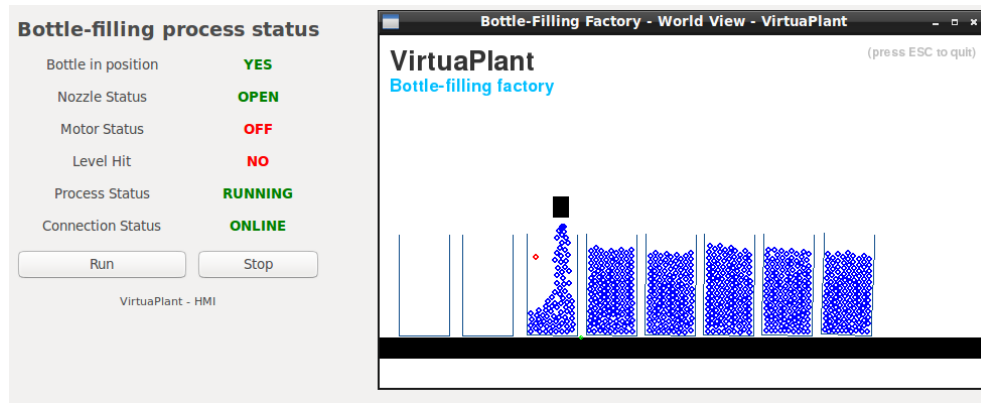 Bottle-filling process status
Bottle in position YES
Nozzle Status OPEN
Motor Status OFF
Level Hit NO
Process Status RUNNING
Connection Status ONLINE
Run Stop
VirtuaPlant - HMI
Bottle-Filling Factory - World View - VirtuaPlant
VirtuaPlant
(press ESC to quit)
Bottle-filling factory